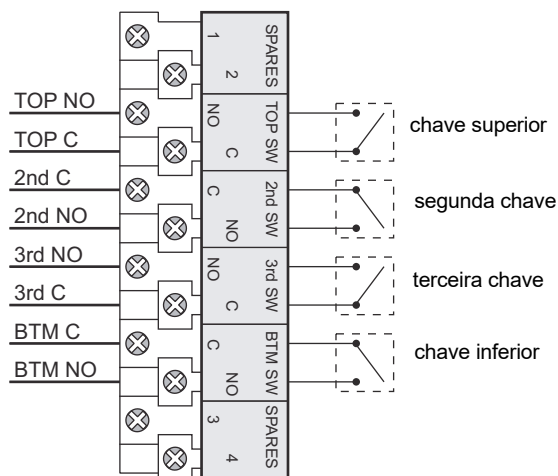 1
2
SPARES
TOP NO
TOP C
NO
C
TOP SW
chave superior
2nd C
2nd NO
C
NO
2nd SW
segunda chave
3rd NO
3rd C
NO
C
3rd SW
terceira chave
BTM C
BTM NO
C
NO
BTM SW
chave inferior
3
4
SPARES